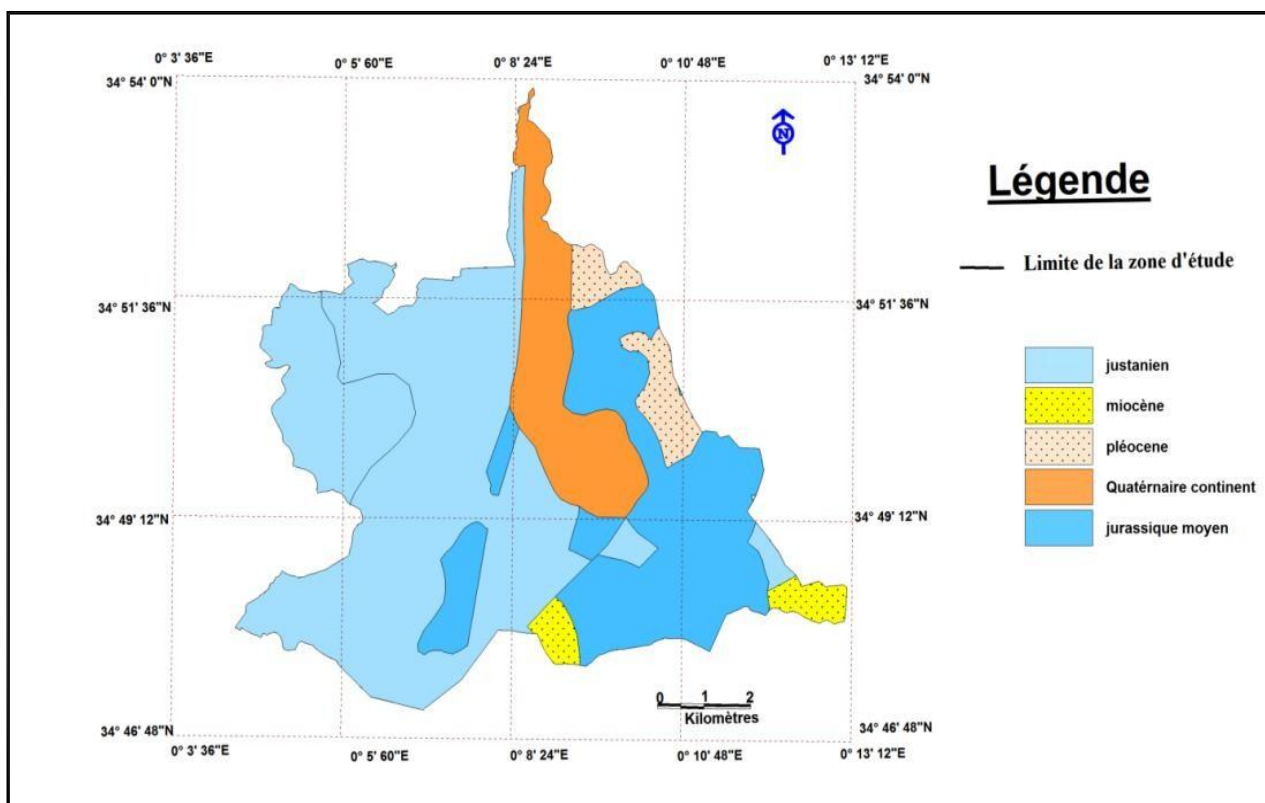 0° 3' 36"E 0° 5' 60"E 0° 8' 24"E 0° 10' 48"E 0° 13' 12"E
34° 54' 0"N 34° 54' 0"N
N
Légende
Limite de la zone d'étude
34° 51' 36"N 34° 51' 36"N
justanien
miocène
pléocene
Quatérnaire continent
jurassique moyen
34° 49' 12"N 34° 49' 12"N
0 1 2
Kilomètres
34° 46' 48"N 34° 46' 48"N
0° 3' 36"E 0° 5' 60"E 0° 8' 24"E 0° 10' 48"E 0° 13' 12"E